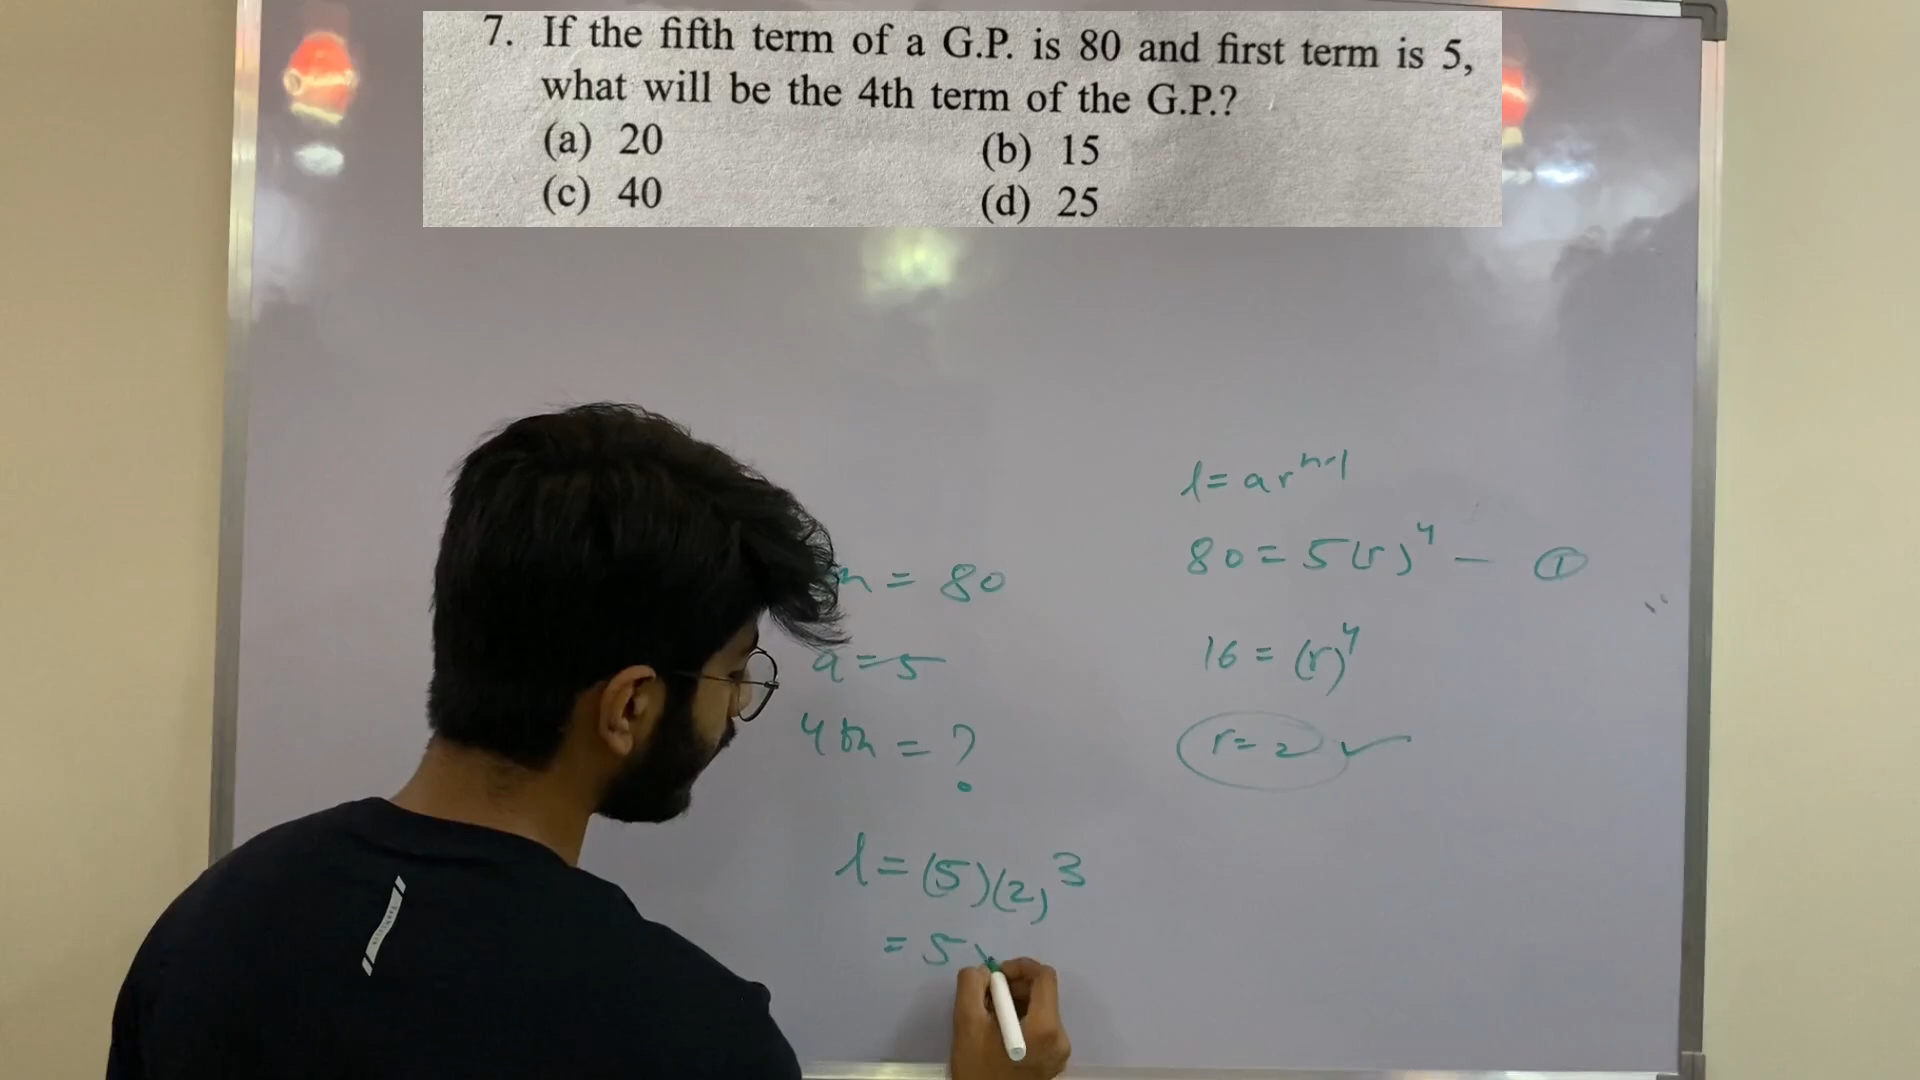 7. If the fifth term of a G.P. is 80 and first term is 5,
what will be the 4th term of the G.P.?
(a) 20 (b) 15
(c) 40 (d) 25
= 80
a = 5
4th = ?
l = (5)(2)³
= 5
l = ar^{n-1}
80 = 5(r)⁴ — ①
16 = (r)⁴
r = 2 ✓